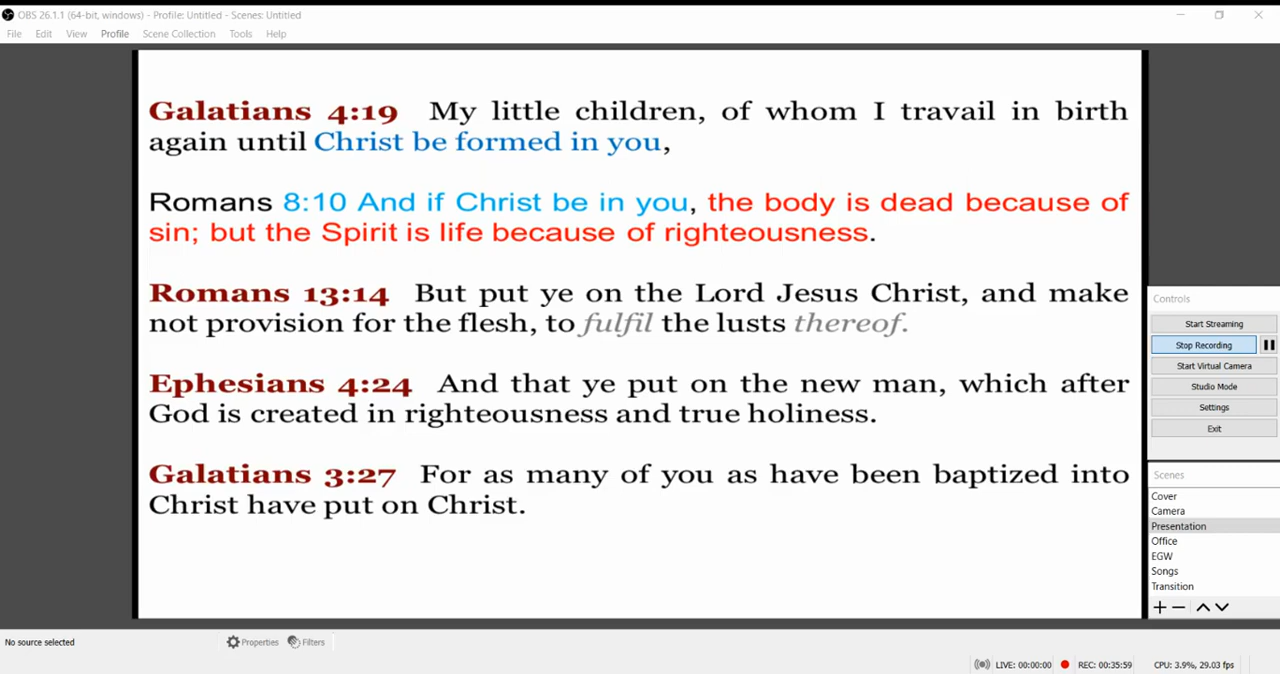 OBS 26.1.1 (64-bit, windows) - Profile: Untitled - Scenes: Untitled
File Edit View Profile Scene Collection Tools Help
Galatians 4:19 My little children, of whom I travail in birth
again until Christ be formed in you,
Romans 8:10 And if Christ be in you, the body is dead because of
sin; but the Spirit is life because of righteousness.
Romans 13:14 But put ye on the Lord Jesus Christ, and make
not provision for the flesh, to fulfil the lusts thereof.
Ephesians 4:24 And that ye put on the new man, which after
God is created in righteousness and true holiness.
Galatians 3:27 For as many of you as have been baptized into
Christ have put on Christ.
Controls
Start Streaming
Stop Recording
Start Virtual Camera
Studio Mode
Settings
Exit
Scenes
Cover
Camera
Presentation
Office
EGW
Songs
Transition
No source selected Properties Filters
LIVE: 00:00:00 REC: 00:35:59 CPU: 3.9%, 29.03 fps